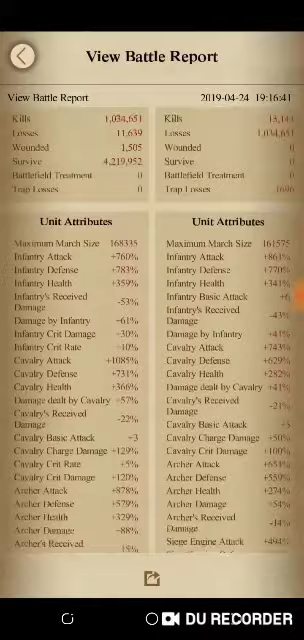 View Battle Report
View Battle Report 2019-04-24 19:16:41
Kills 1,034,651
Losses 11,639
Wounded 1,505
Survive 4,219,952
Battlefield Treatment 0
Trap Losses 0
Kills
Losses 1,034,651
Wounded 0
Survive 0
Battlefield Treatment 0
Trap Losses 1696
Unit Attributes
Maximum March Size 168335
Infantry Attack +760%
Infantry Defense +783%
Infantry Health +359%
Infantry's Received Damage -53%
Damage by Infantry +61%
Infantry Crit Damage +30%
Infantry Crit Rate +10%
Cavalry Attack +1085%
Cavalry Defense +731%
Cavalry Health +366%
Damage dealt by Cavalry +57%
Cavalry's Received Damage -22%
Cavalry Basic Attack +3
Cavalry Charge Damage +129%
Cavalry Crit Rate +5%
Cavalry Crit Damage +120%
Archer Attack +878%
Archer Defense +579%
Archer Health +329%
Archer Damage +88%
Archer's Received
Unit Attributes
Maximum March Size 161575
Infantry Attack +861%
Infantry Defense +770%
Infantry Health +341%
Infantry Basic Attack +6
Infantry's Received Damage -43%
Damage by Infantry +41%
Cavalry Attack +743%
Cavalry Defense +629%
Cavalry Health +282%
Damage dealt by Cavalry +41%
Cavalry's Received Damage -21%
Cavalry Basic Attack +3
Cavalry Charge Damage +50%
Cavalry Crit Damage +100%
Archer Attack +651%
Archer Defense +559%
Archer Health +274%
Archer Damage +54%
Archer's Received Damage -14%
Siege Engine Attack +494%
DU RECORDER